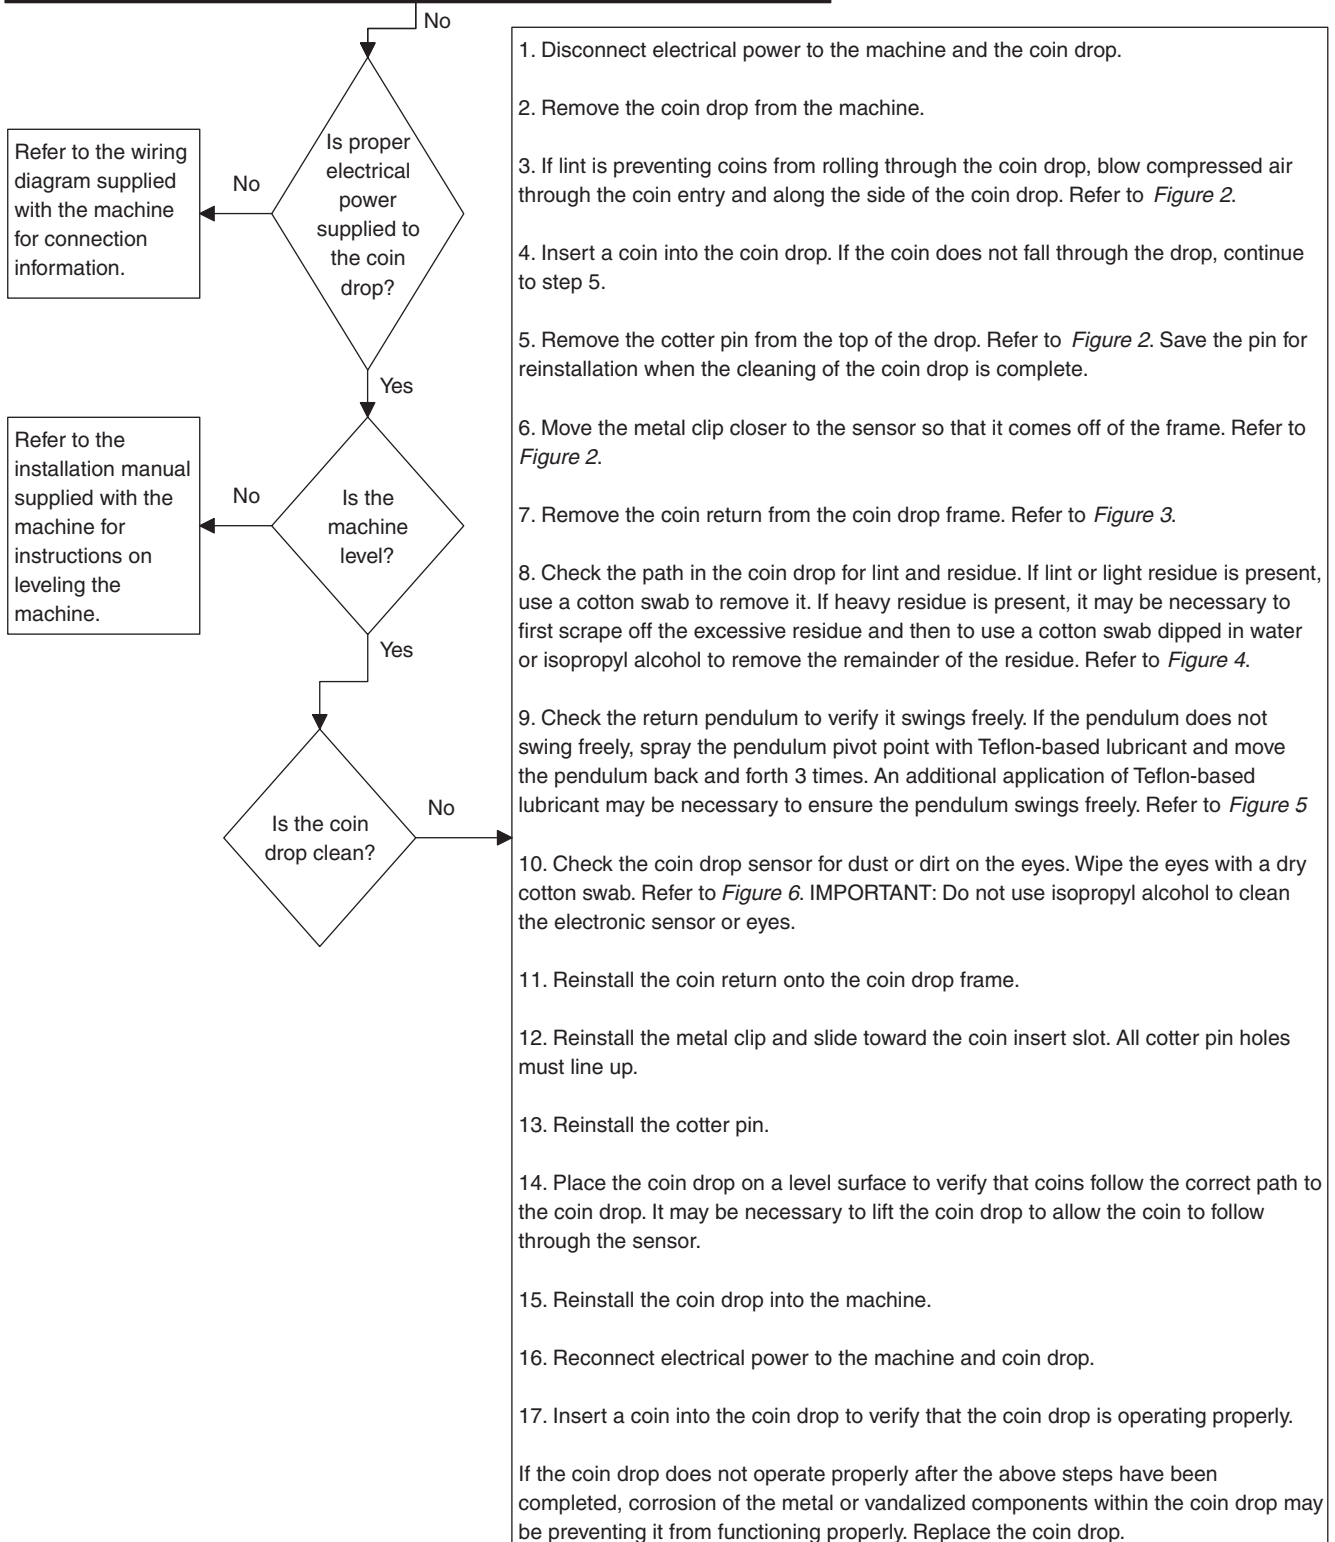 No
Is proper
electrical
power
supplied to
the coin
drop?
No
Refer to the wiring
diagram supplied
with the machine
for connection
information.
Yes
Is the
machine
level?
No
Refer to the
installation manual
supplied with the
machine for
instructions on
leveling the
machine.
Yes
Is the coin
drop clean?
No
1. Disconnect electrical power to the machine and the coin drop.
2. Remove the coin drop from the machine.
3. If lint is preventing coins from rolling through the coin drop, blow compressed air
through the coin entry and along the side of the coin drop. Refer to Figure 2.
4. Insert a coin into the coin drop. If the coin does not fall through the drop, continue
to step 5.
5. Remove the cotter pin from the top of the drop. Refer to Figure 2. Save the pin for
reinstallation when the cleaning of the coin drop is complete.
6. Move the metal clip closer to the sensor so that it comes off of the frame. Refer to
Figure 2.
7. Remove the coin return from the coin drop frame. Refer to Figure 3.
8. Check the path in the coin drop for lint and residue. If lint or light residue is present,
use a cotton swab to remove it. If heavy residue is present, it may be necessary to
first scrape off the excessive residue and then to use a cotton swab dipped in water
or isopropyl alcohol to remove the remainder of the residue. Refer to Figure 4.
9. Check the return pendulum to verify it swings freely. If the pendulum does not
swing freely, spray the pendulum pivot point with Teflon-based lubricant and move
the pendulum back and forth 3 times. An additional application of Teflon-based
lubricant may be necessary to ensure the pendulum swings freely. Refer to Figure 5
10. Check the coin drop sensor for dust or dirt on the eyes. Wipe the eyes with a dry
cotton swab. Refer to Figure 6. IMPORTANT: Do not use isopropyl alcohol to clean
the electronic sensor or eyes.
11. Reinstall the coin return onto the coin drop frame.
12. Reinstall the metal clip and slide toward the coin insert slot. All cotter pin holes
must line up.
13. Reinstall the cotter pin.
14. Place the coin drop on a level surface to verify that coins follow the correct path to
the coin drop. It may be necessary to lift the coin drop to allow the coin to follow
through the sensor.
15. Reinstall the coin drop into the machine.
16. Reconnect electrical power to the machine and coin drop.
17. Insert a coin into the coin drop to verify that the coin drop is operating properly.
If the coin drop does not operate properly after the above steps have been
completed, corrosion of the metal or vandalized components within the coin drop may
be preventing it from functioning properly. Replace the coin drop.